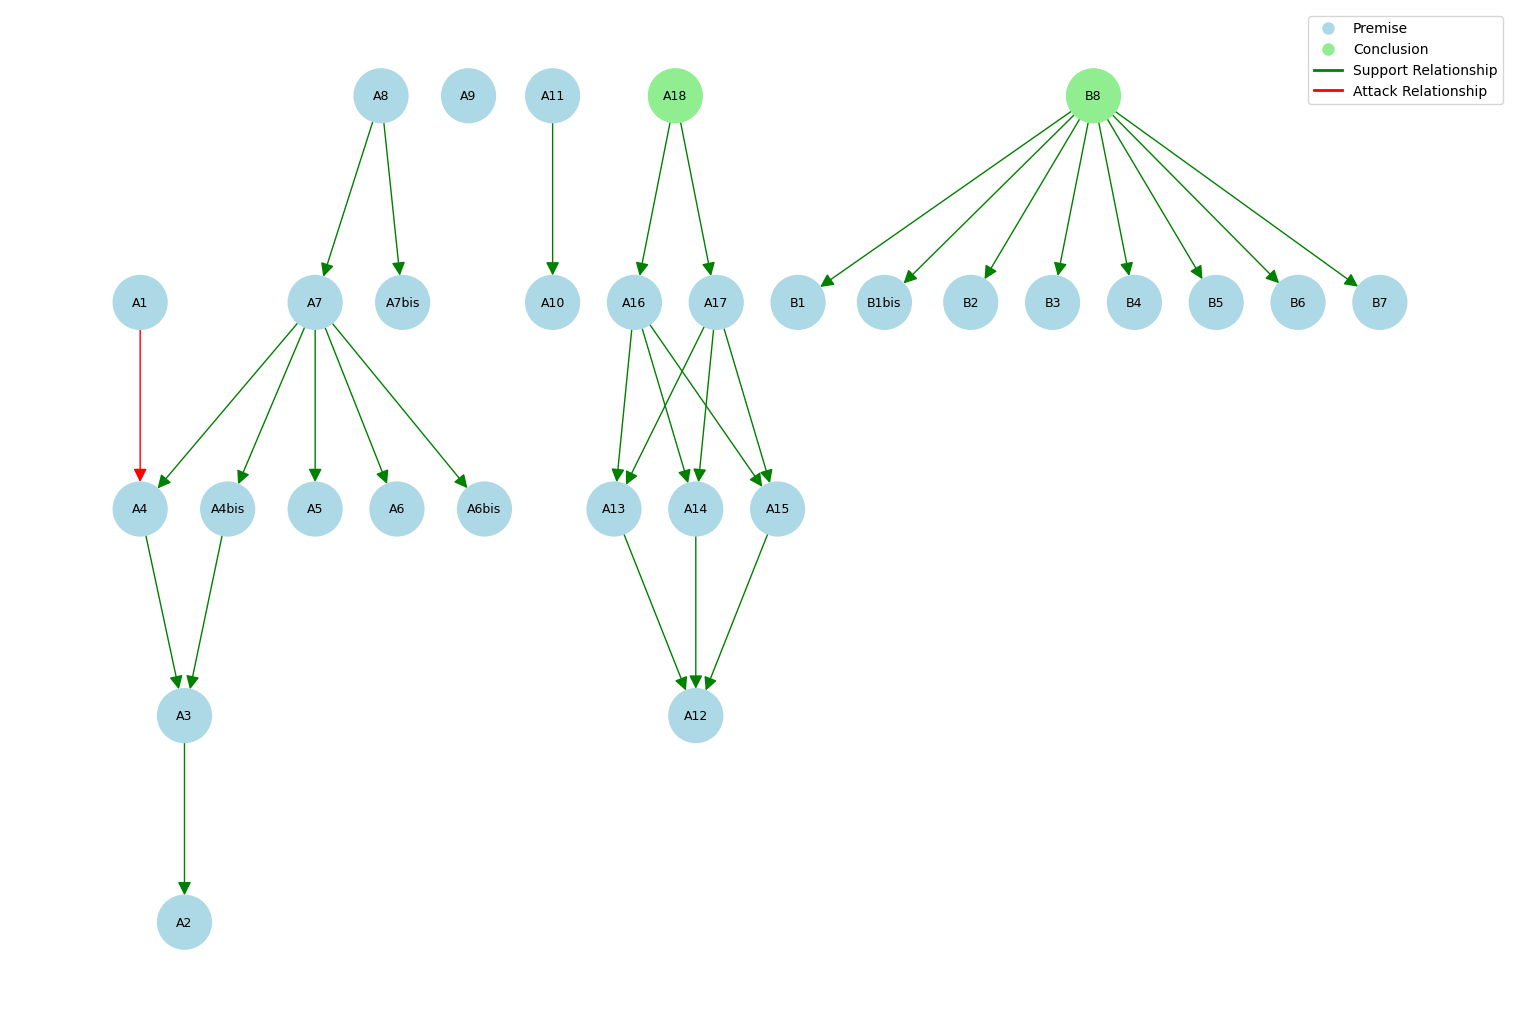 Premise
Conclusion
Support Relationship
Attack Relationship
A8
A9
A11
A18
B8
A1
A7
A7bis
A10
A16
A17
B1
B1bis
B2
B3
B4
B5
B6
B7
A4
A4bis
A5
A6
A6bis
A13
A14
A15
A3
A12
A2